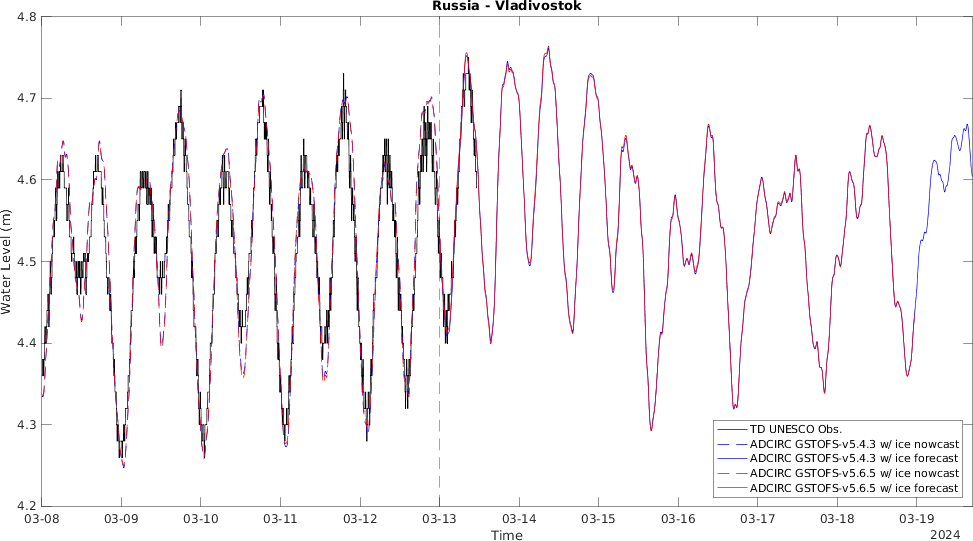 Russia - Vladivostok
4.8
4.7
4.6
4.5
4.4
4.3
4.2
Water Level (m)
03-08 03-09 03-10 03-11 03-12 03-13 03-14 03-15 03-16 03-17 03-18 03-19
Time
2024
TD UNESCO Obs.
ADCIRC GSTOFS-v5.4.3 w/ ice nowcast
ADCIRC GSTOFS-v5.4.3 w/ ice forecast
ADCIRC GSTOFS-v5.6.5 w/ ice nowcast
ADCIRC GSTOFS-v5.6.5 w/ ice forecast